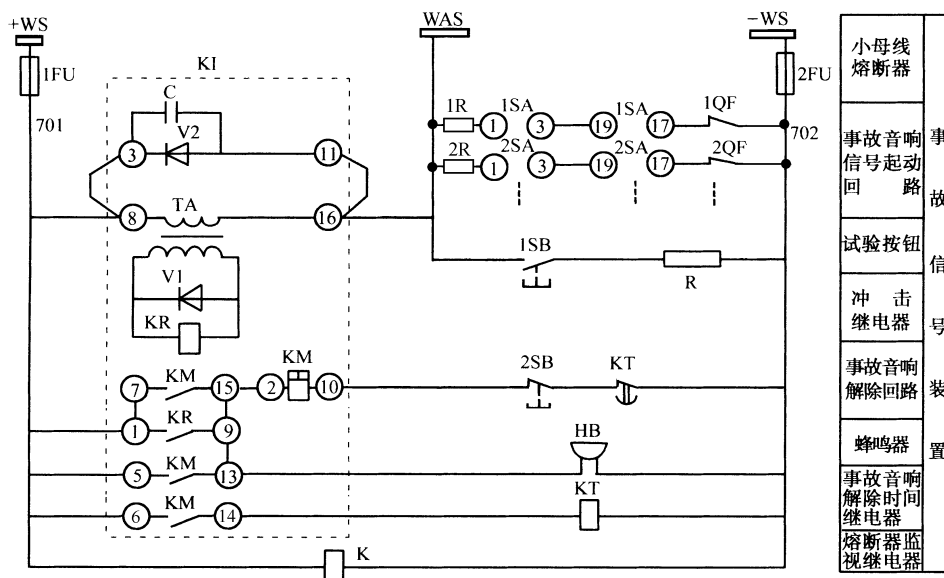 +WS WAS −WS
1FU KI 2FU
C
701 V2 702
3 11
1R 1 1SA 3 19 1SA 17 1QF
2R 1 2SA 3 19 2SA 17 2QF
8 TA 16
1SB R
V1
KR
7 KM 15 2 KM 10 2SB KT
1 KR 9
HB
5 KM 13
KT
6 KM 14
K
小母线
熔断器
事故音响
信号起动
回 路
试验按钮
冲 击
继电器
事故音响
解除回路
蜂鸣器
事故音响
解除时间
继电器
熔断器监
视继电器
事
故
信
号
装
置